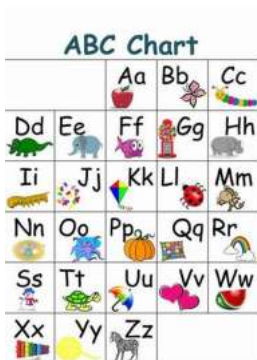 ABC Chart
Aa Bb Cc
Dd Ee Ff Gg Hh
Ii Jj Kk Ll Mm
Nn Oo Pp Qq Rr
Ss Tt Uu Vv Ww
Xx Yy Zz